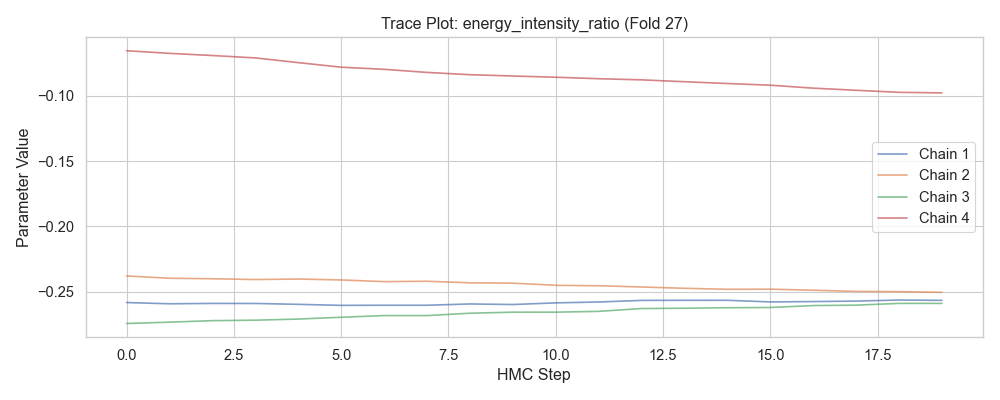 Trace Plot: energy_intensity_ratio (Fold 27)
Parameter Value
−0.10
−0.15
−0.20
−0.25
Chain 1
Chain 2
Chain 3
Chain 4
0.0 2.5 5.0 7.5 10.0 12.5 15.0 17.5
HMC Step